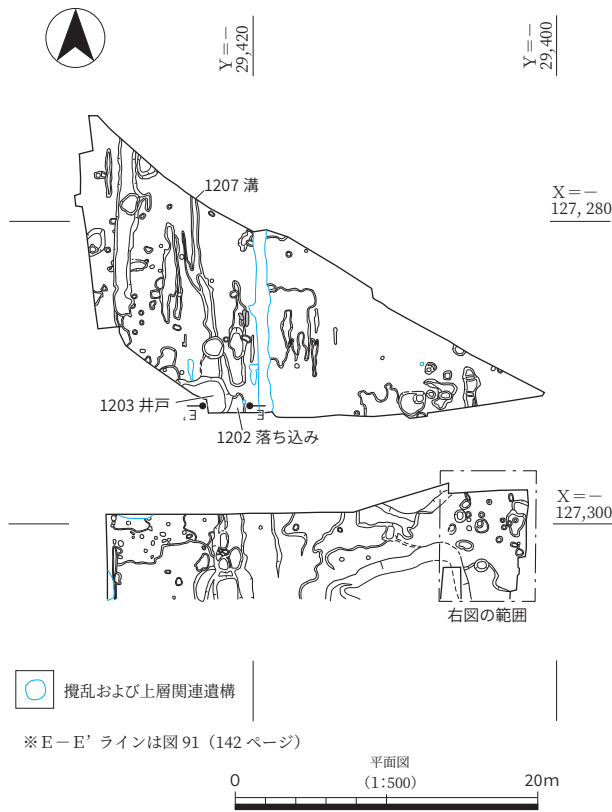 Y=－
29,420
Y=－
29,400
1207 溝
X=－
127, 280
1203 井戸
E’
E
1202 落ち込み
X=－
127,300
右図の範囲
攪乱および上層関連遺構
※E－E’ ラインは図 91（142 ページ）
平面図
（1:500）
0
20m